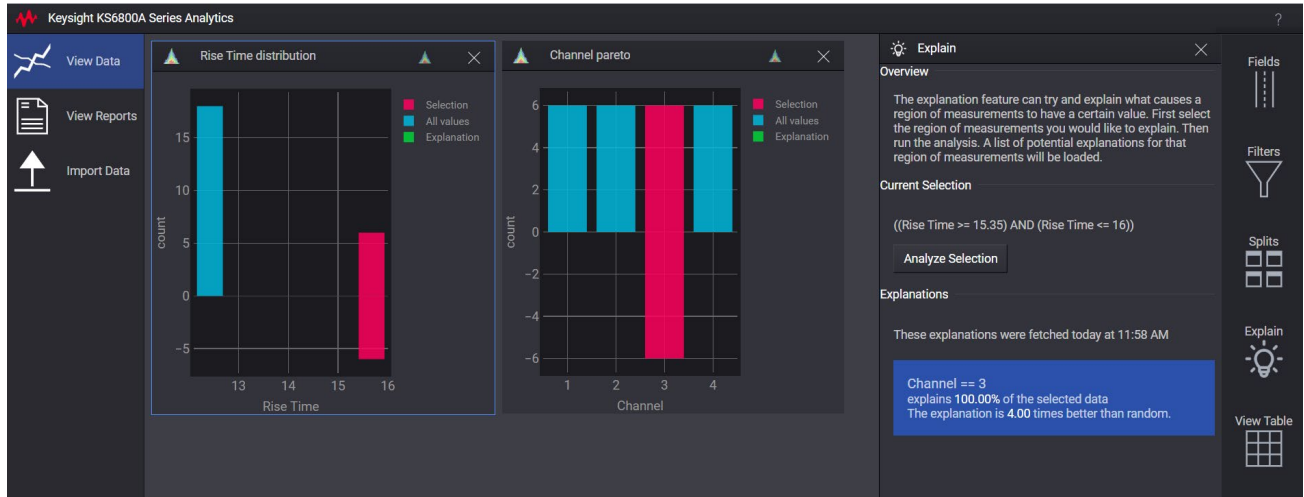 Keysight KS6800A Series Analytics
?
View Data
View Reports
Import Data
Rise Time distribution
Selection
All values
Explanation
15
10
5
0
−5
count
13 14 15 16
Rise Time
Channel pareto
Selection
All values
Explanation
6
4
2
0
−2
−4
−6
count
1 2 3 4
Channel
Explain
Overview
The explanation feature can try and explain what causes a
region of measurements to have a certain value. First select
the region of measurements you would like to explain. Then
run the analysis. A list of potential explanations for that
region of measurements will be loaded.
Current Selection
((Rise Time >= 15.35) AND (Rise Time <= 16))
Analyze Selection
Explanations
These explanations were fetched today at 11:58 AM
Channel == 3
explains 100.00% of the selected data
The explanation is 4.00 times better than random.
Fields
Filters
Splits
Explain
View Table